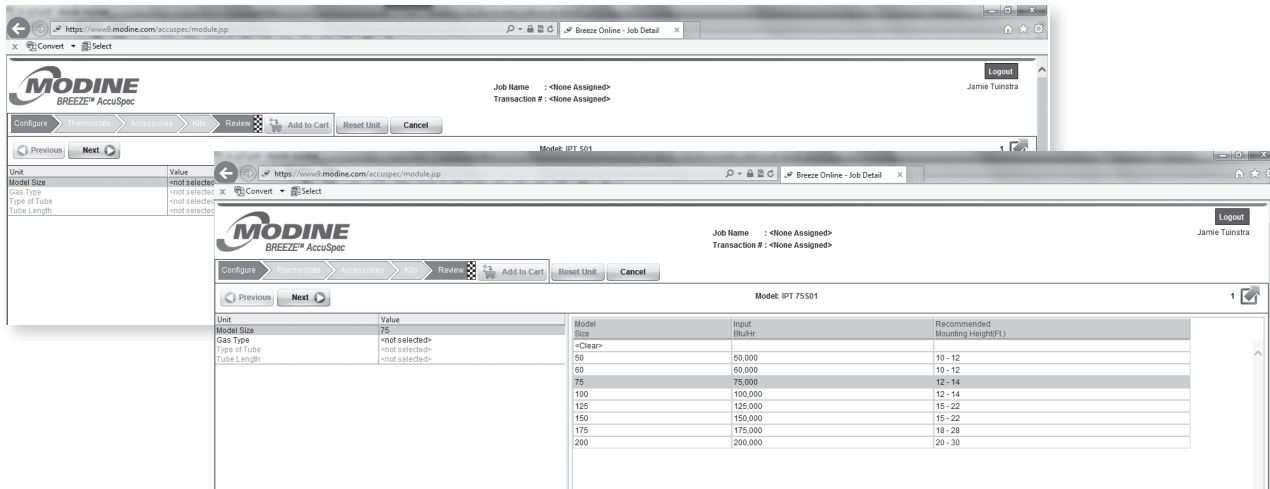 https://www9.modine.com/accuspec/module.jsp
Breeze Online - Job Detail
x Convert Select
MODINE
BREEZE™ AccuSpec
Job Name : <None Assigned>
Transaction # : <None Assigned>
Logout
Jamie Tuinstra
Configure Thermostats Accessories Kits Review Add to Cart Reset Unit Cancel
Previous Next Model: IPT S01 1
Unit Value
Model Size <not selected
Gas Type <not selected
Type of Tube <not selected
Tube Length <not selected
https://www9.modine.com/accuspec/module.jsp
Breeze Online - Job Detail
x Convert Select
MODINE
BREEZE™ AccuSpec
Job Name : <None Assigned>
Transaction # : <None Assigned>
Logout
Jamie Tuinstra
Configure Thermostats Accessories Kits Review Add to Cart Reset Unit Cancel
Previous Next Model: IPT 75S01 1
Unit Value
Model Size 75
Gas Type <not selected>
Type of Tube <not selected>
Tube Length <not selected>
Model Size Input Btu/Hr Recommended Mounting Height(Ft.)
<Clear>
50 50,000 10 - 12
60 60,000 10 - 12
75 75,000 12 - 14
100 100,000 12 - 14
125 125,000 15 - 22
150 150,000 15 - 22
175 175,000 18 - 28
200 200,000 20 - 30